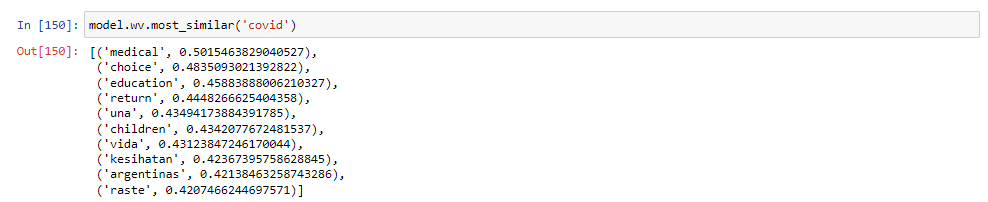 In [150]: model.wv.most_similar('covid')
Out[150]: [('medical', 0.5015463829040527),
('choice', 0.4835093021392822),
('education', 0.45883888006210327),
('return', 0.4448266625404358),
('una', 0.43494173884391785),
('children', 0.4342077672481537),
('vida', 0.43123847246170044),
('kesihatan', 0.42367395758628845),
('argentinas', 0.42138463258743286),
('raste', 0.4207466244697571)]